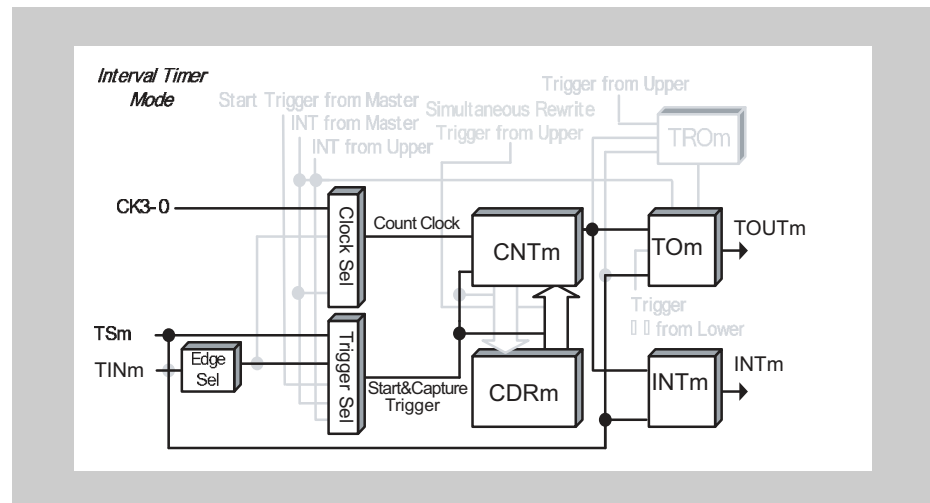 Interval Timer
Mode
Trigger from Upper
Start Trigger from Master
Simultaneous Rewrite
INT from Master
Trigger from Upper
INT from Upper
TROm
CK3-0
Clock Sel
Count Clock
CNTm
TOm
TOUTm
Trigger
from Lower
TSm
TINm
Edge
Sel
Trigger Sel
Start&Capture
Trigger
CDRm
INTm
INTm